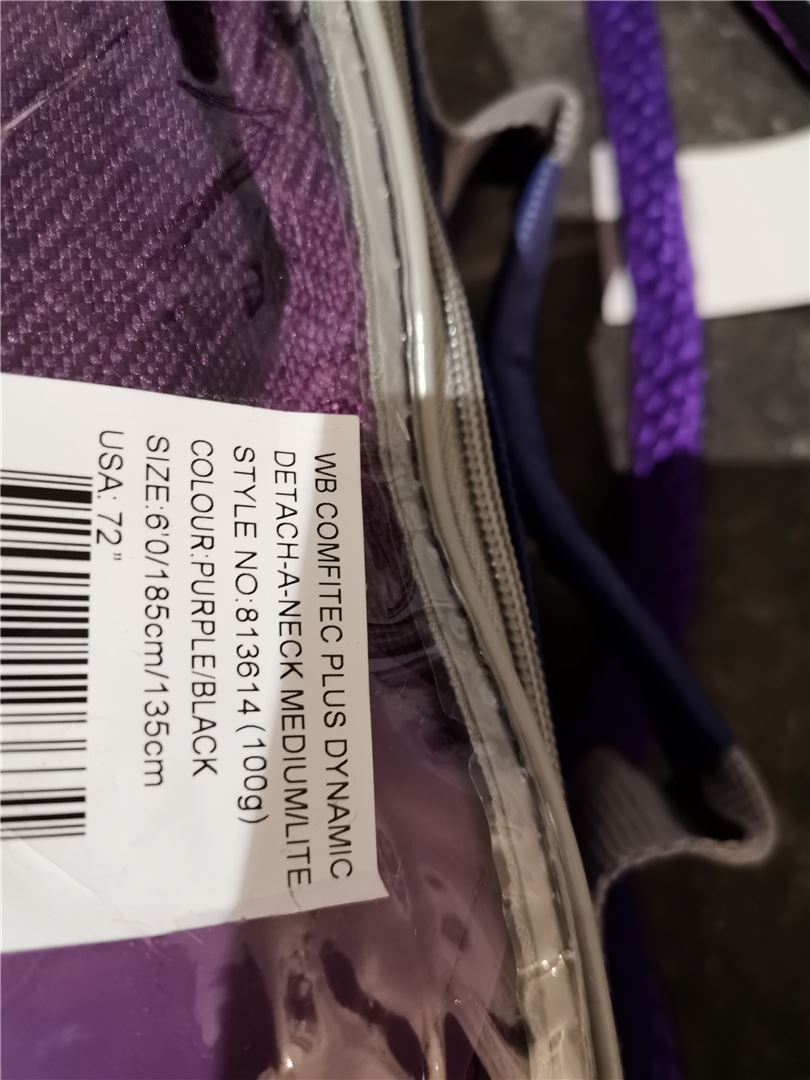 WB COMFITEC PLUS DYNAMIC
DETACH-A-NECK MEDIUM/LITE
STYLE NO:813614 (100g)
COLOUR:PURPLE/BLACK
SIZE:6'0/185cm/135cm
USA: 72"